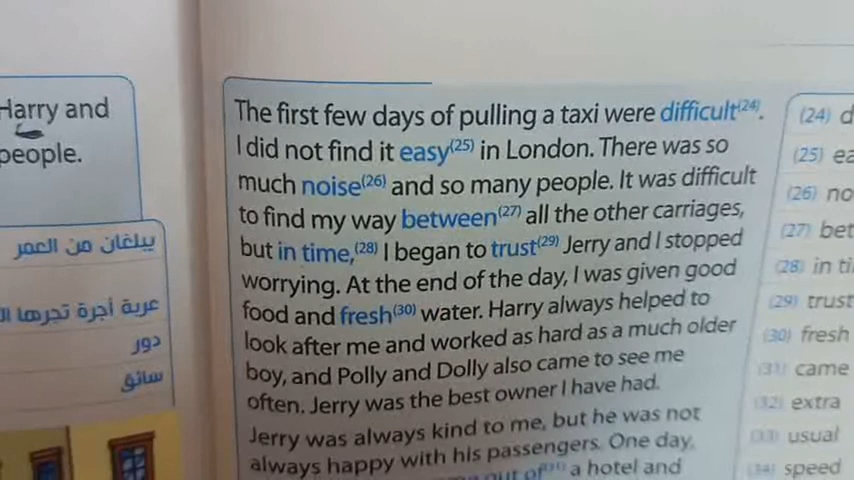 Harry and
people.
يبلغان من العمر
عربة أجرة تجرها
دور
سائق
The first few days of pulling a taxi were difficult(24).
I did not find it easy(25) in London. There was so
much noise(26) and so many people. It was difficult
to find my way between(27) all the other carriages,
but in time,(28) I began to trust(29) Jerry and I stopped
worrying. At the end of the day, I was given good
food and fresh(30) water. Harry always helped to
look after me and worked as hard as a much older
boy, and Polly and Dolly also came to see me
often. Jerry was the best owner I have had.
Jerry was always kind to me, but he was not
always happy with his passengers. One day,
out of a hotel and
(24)
(25)
(26)
(27)
(28) in
(29) trust
(30) fresh
(31) came
(32) extra
(33) usual
(34) speed